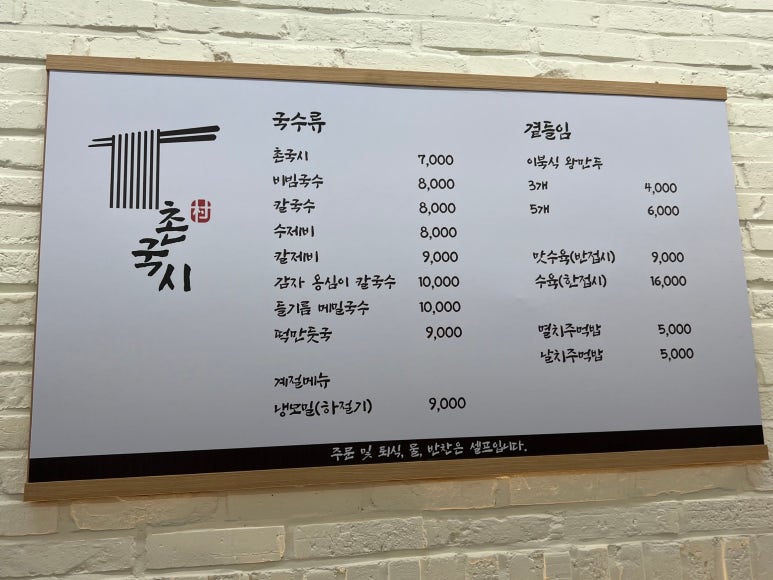 촌국시
村
국수류
촌국시 7,000
비빔국수 8,000
칼국수 8,000
수제비 8,000
칼제비 9,000
감자 옹심이 칼국수 10,000
들기름 메밀국수 10,000
떡만둣국 9,000
계절메뉴
냉모밀(하절기) 9,000
곁들임
이북식 왕만두
3개 4,000
5개 6,000
맛수육(반접시) 9,000
수육(한접시) 16,000
멸치주먹밥 5,000
날치주먹밥 5,000
주문 및 퇴식, 물, 반찬은 셀프입니다.